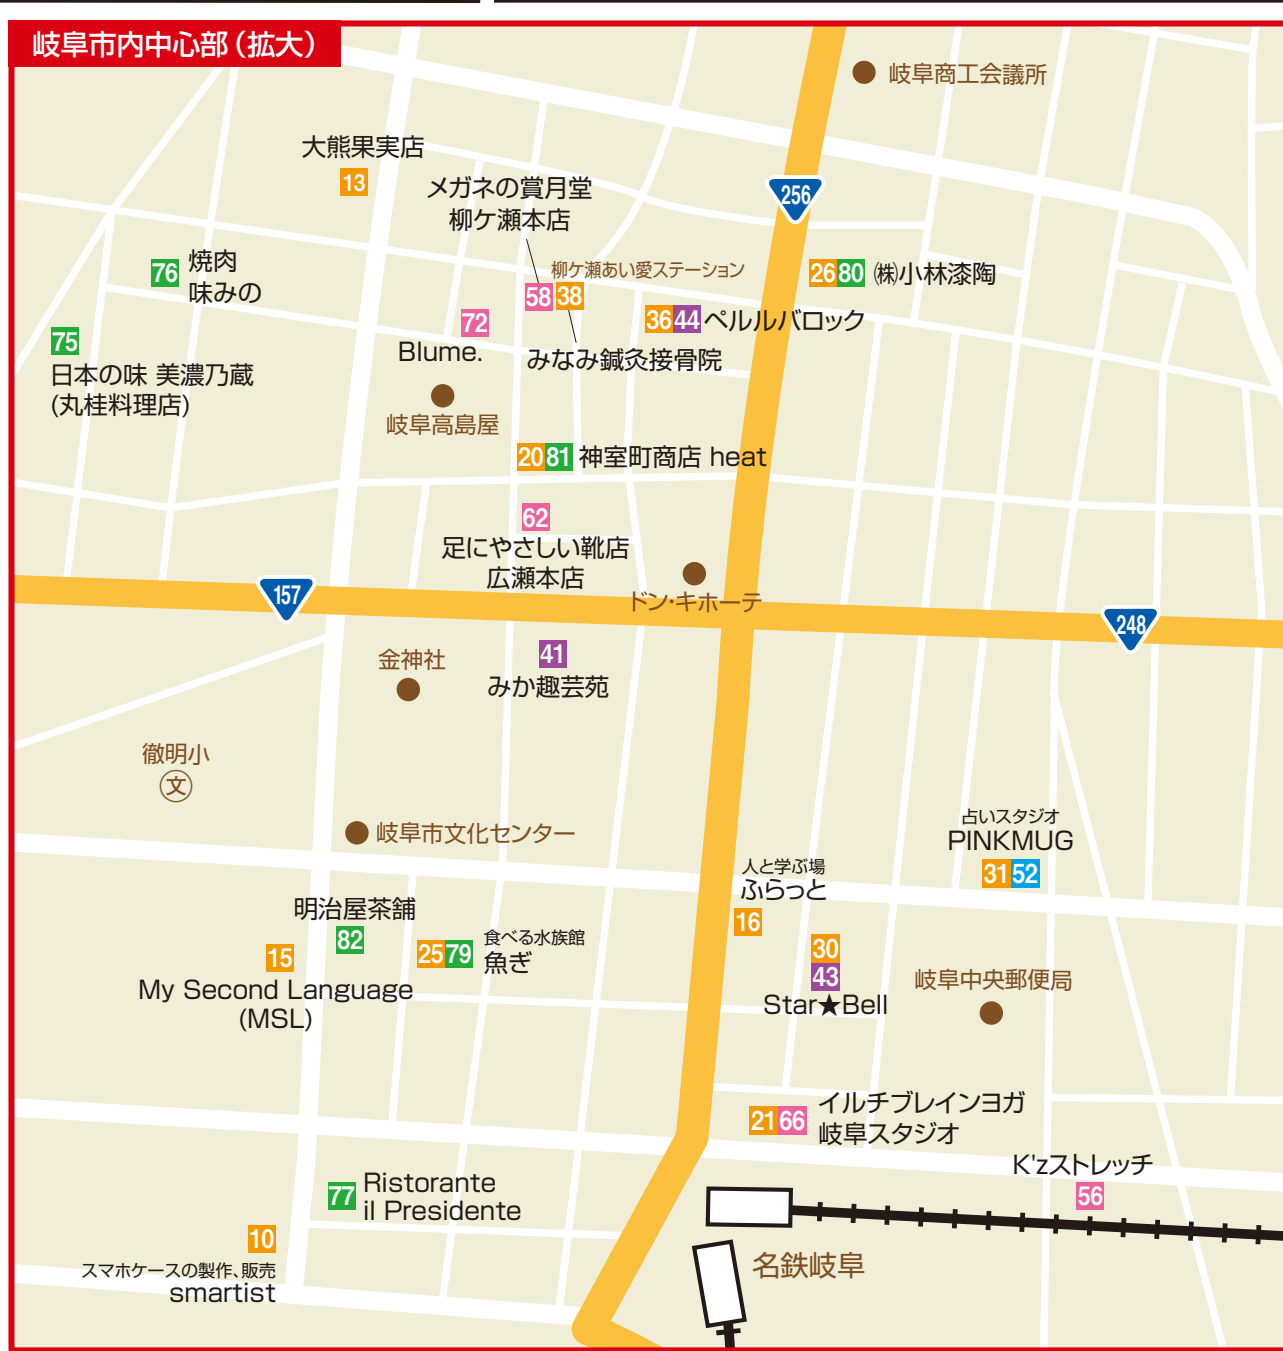 岐阜市内中心部（拡大）
岐阜商工会議所
大熊果実店
13
メガネの賞月堂
柳ケ瀬本店
256
焼肉
味みの
76
柳ケ瀬あい愛ステーション
58 38
26 80 ㈱小林漆陶
72
Blume.
36 44 ペルルバロック
75
日本の味 美濃乃蔵
(丸桂料理店)
みなみ鍼灸接骨院
岐阜高島屋
20 81 神室町商店 heat
62
足にやさしい靴店
広瀬本店
157
ドン・キホーテ
248
金神社
41
みか趣芸苑
徹明小
文
岐阜市文化センター
占いスタジオ
PINKMUG
31 52
人と学ぶ場
ふらっと
16
明治屋茶舗
82
25 79
食べる水族館
魚ぎ
15
My Second Language
(MSL)
30
43
Star★Bell
岐阜中央郵便局
21 66
イルチブレインヨガ
岐阜スタジオ
K'zストレッチ
56
77
Ristorante
il Presidente
10
スマホケースの製作、販売
smartist
名鉄岐阜